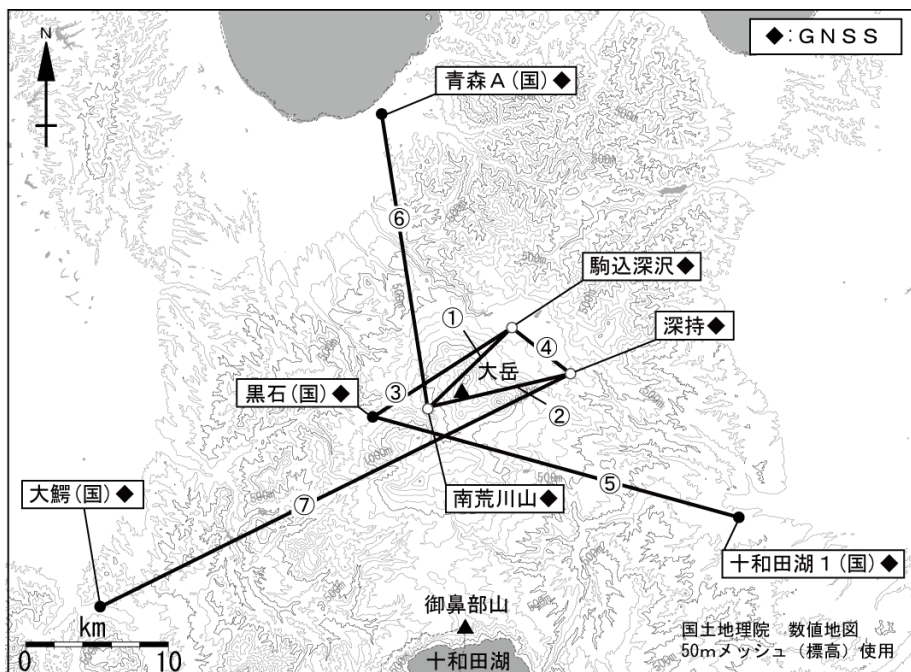 N
◆:GNSS
青森A(国)◆
500m
500m
⑥
駒込深沢◆
①
深持◆
④
大岳
黒石(国)◆
③
②
1000m
500m
大鰐(国)◆
⑦
南荒川山◆
⑤
十和田湖1(国)◆
御鼻部山
km
0
10
十和田湖
国土地理院 数値地図
50mメッシュ(標高)使用